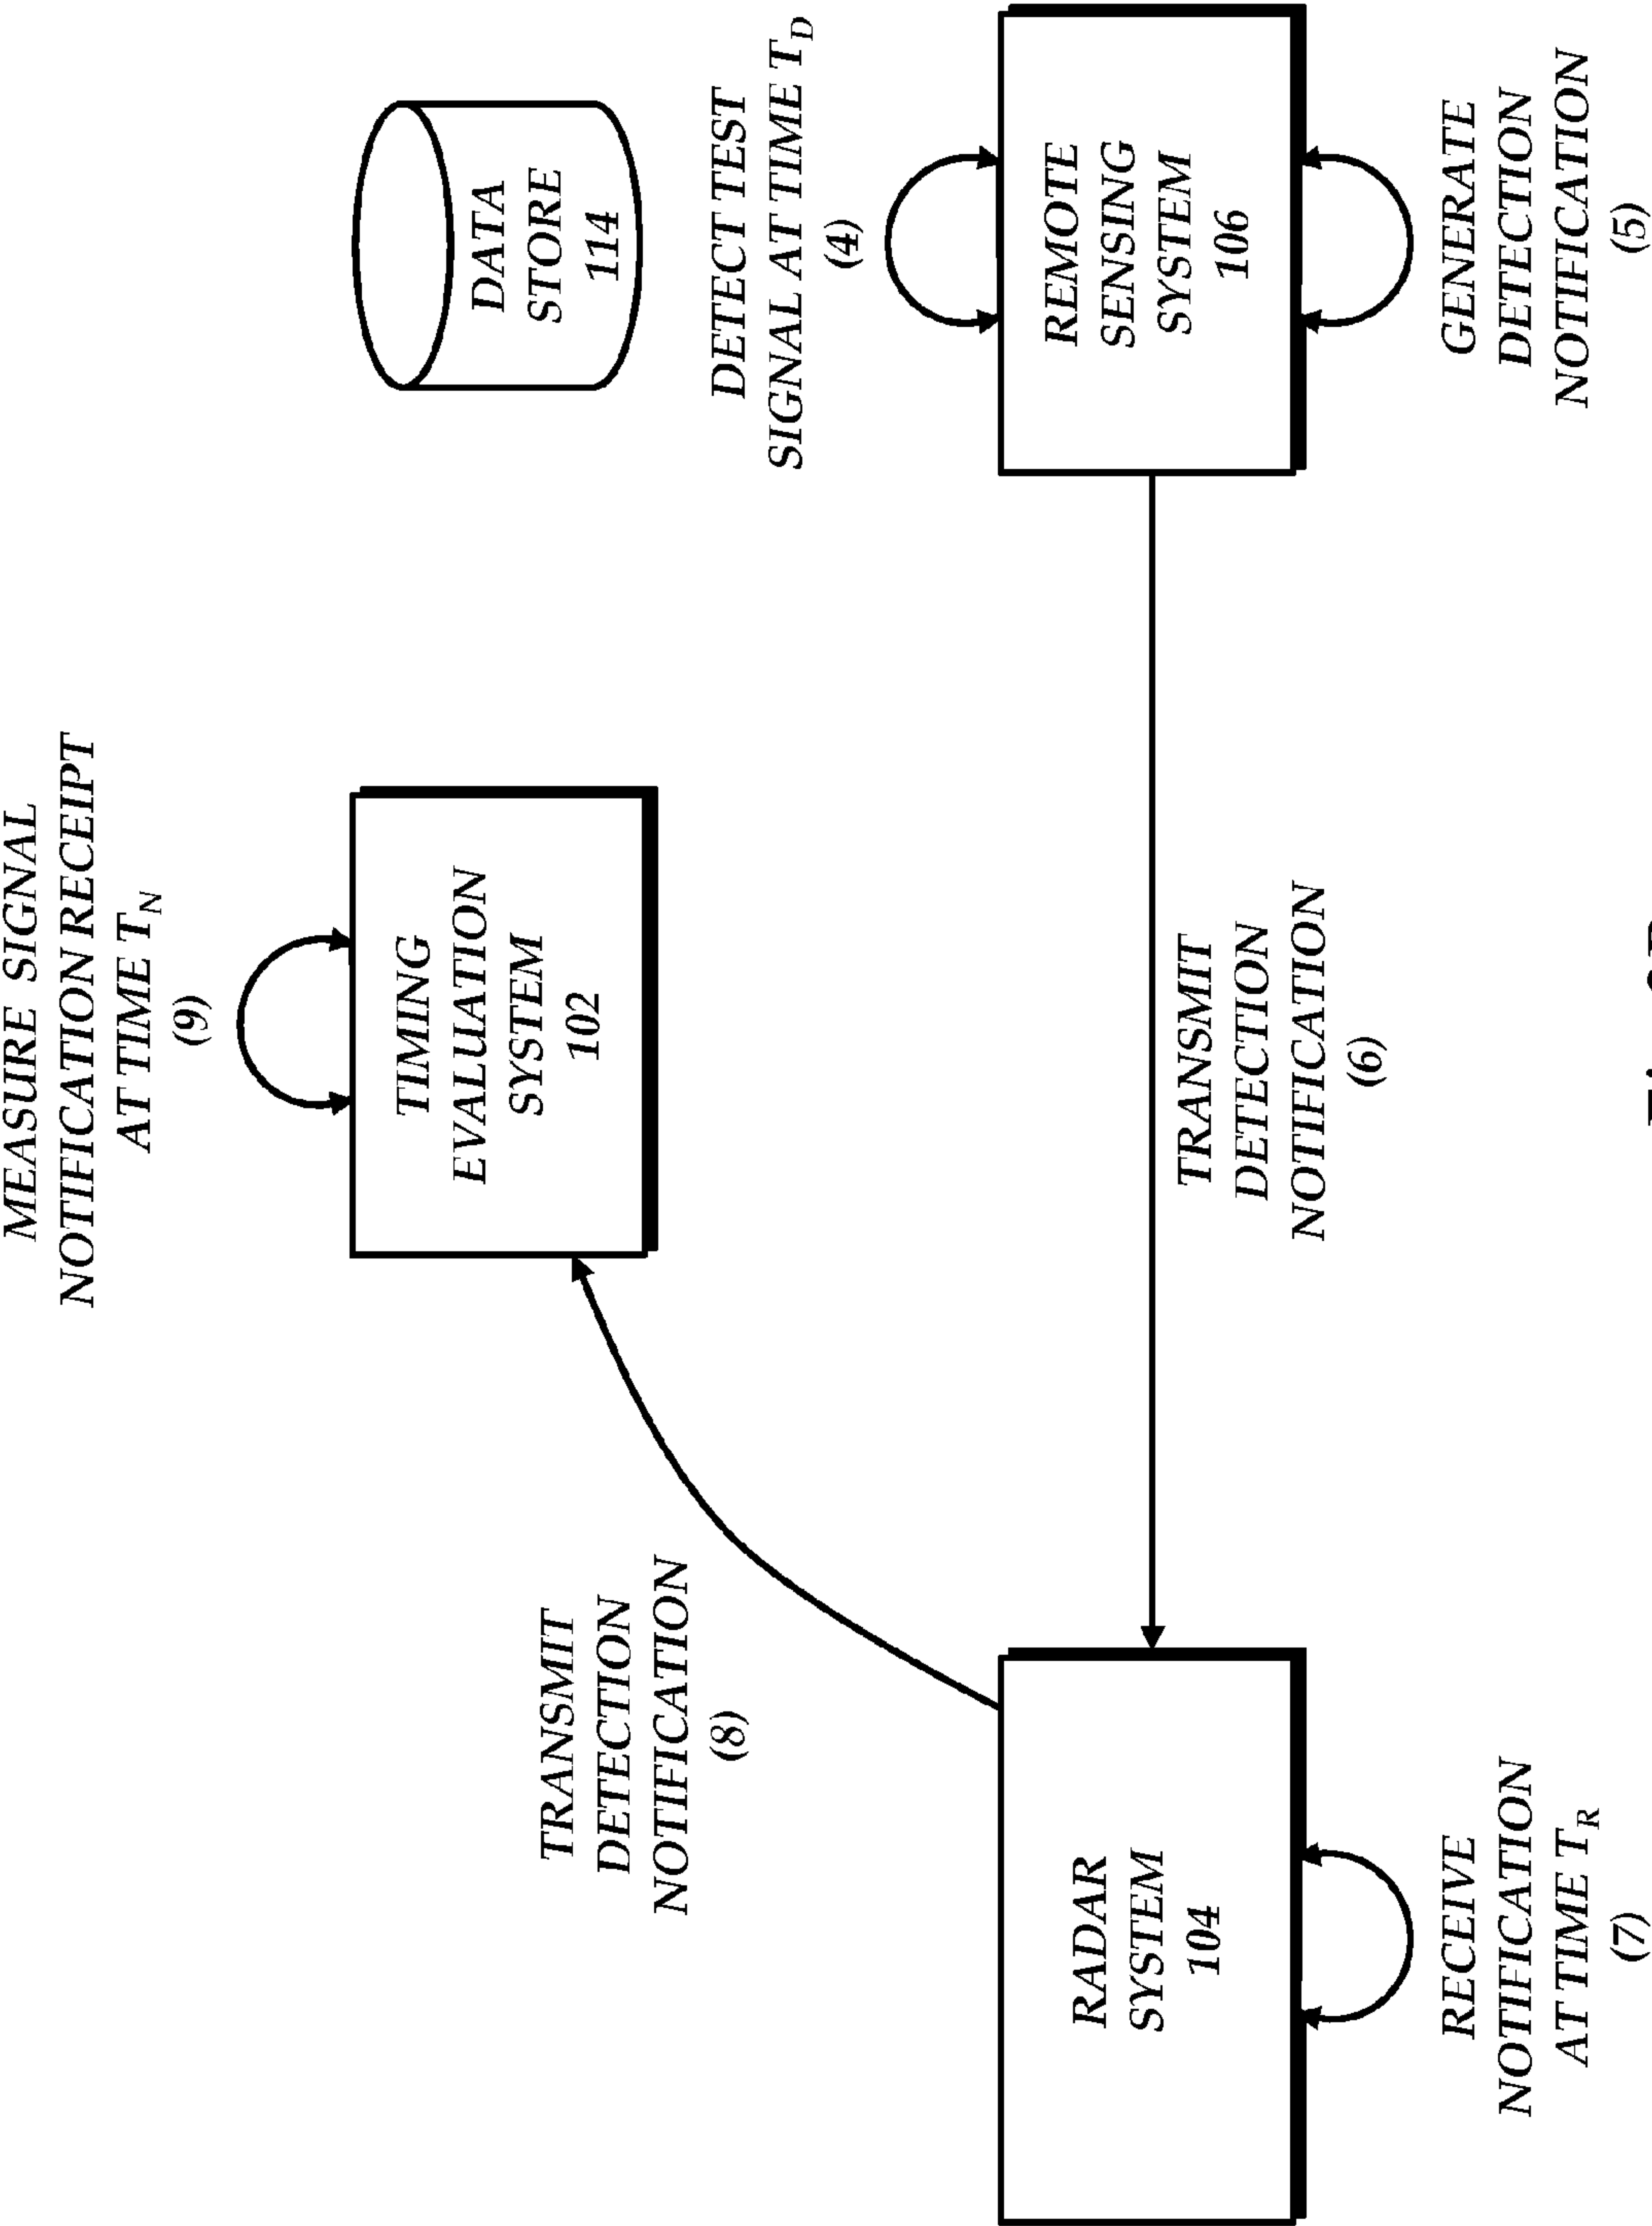 MEASURE SIGNAL
NOTIFICATION RECEIPT
AT TIME T_N
(9)
TIMING
EVALUATION
SYSTEM
102
DATA
STORE
114
TRANSMIT
DETECTION
NOTIFICATION
(8)
DETECT TEST
SIGNAL AT TIME T_D
(4)
RADAR
SYSTEM
104
REMOTE
SENSING
SYSTEM
106
TRANSMIT
DETECTION
NOTIFICATION
(6)
RECEIVE
NOTIFICATION
AT TIME T_R
(7)
GENERATE
DETECTION
NOTIFICATION
(5)